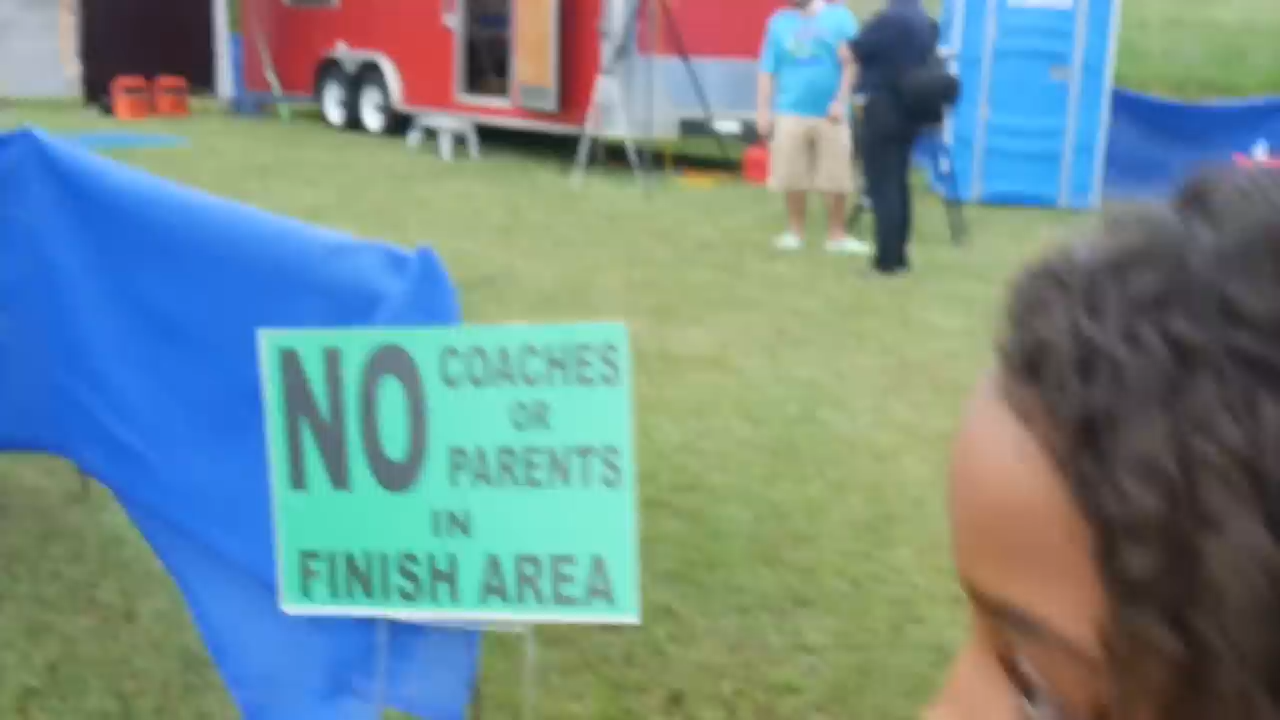 NO COACHES
OR
PARENTS
IN
FINISH AREA